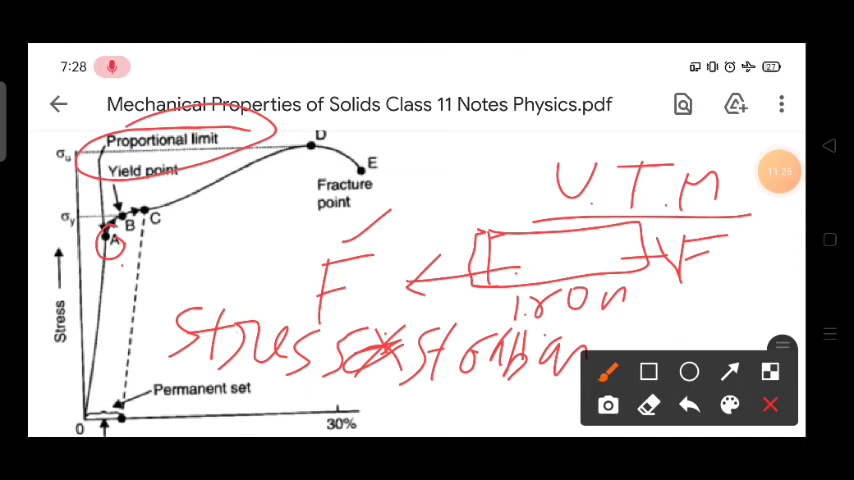 7:28
27
Mechanical Properties of Solids Class 11 Notes Physics.pdf
Proportional limit
D
σu
Yield point
E
Fracture
point
U.T.M
σy
B
C
A
11:25
F
F
iron
Stress
Stress
Permanent set
0
30%